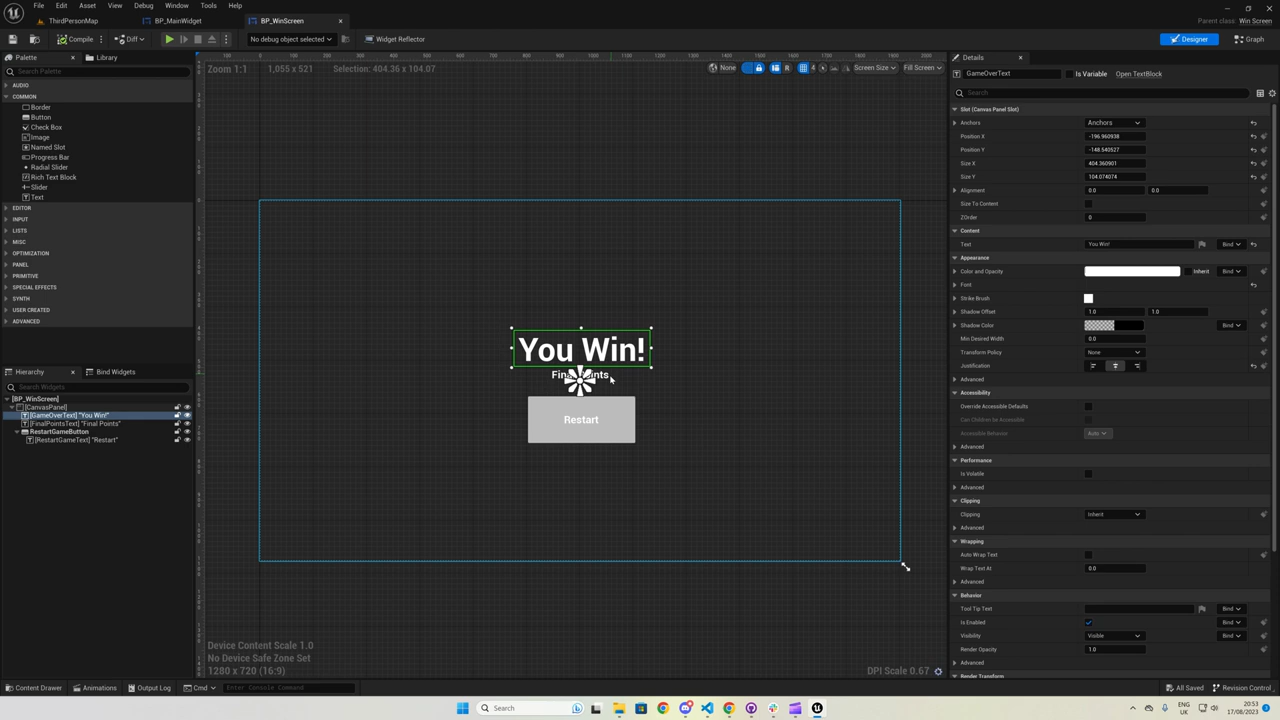 File Edit Asset View Debug Window Tools Help
ThirdPersonMap BP_MainWidget BP_WinScreen Parent class: Win Screen
Compile Diff No debug object selected Widget Reflector Designer Graph
Palette Library
Search Palette
AUDIO
COMMON
Border
Button
Check Box
Image
Named Slot
Progress Bar
Radial Slider
Rich Text Block
Slider
Text
EDITOR
INPUT
LISTS
MISC
OPTIMIZATION
PANEL
PRIMITIVE
SPECIAL EFFECTS
SYNTH
USER CREATED
ADVANCED
Hierarchy Bind Widgets
Search Widgets
[BP_WinScreen]
[CanvasPanel]
[GameOverText] "You Win!"
[FinalPointsText] "Final Points"
RestartGameButton
[RestartGameText] "Restart"
Zoom 1:1 1,055 x 521 Selection: 404.36 x 104.07
None R 4 Screen Size Fill Screen
You Win!
Restart
Device Content Scale 1.0
No Device Safe Zone Set
1280 x 720 (16:9) DPI Scale 0.67
Details
GameOverText Is Variable Open TextBlock
Search
Slot (Canvas Panel Slot)
Anchors Anchors
Position X -196.960938
Position Y -148.540527
Size X 404.360901
Size Y 104.074074
Alignment 0.0 0.0
Size To Content
ZOrder 0
Content
Text You Win! Bind
Appearance
Color and Opacity Inherit Bind
Font
Strike Brush
Shadow Offset 1.0 1.0
Shadow Color Bind
Min Desired Width 0.0
Transform Policy None
Justification
Advanced
Accessibility
Override Accessible Defaults
Can Children be Accessible
Accessible Behavior Auto
Advanced
Performance
Is Volatile
Advanced
Clipping
Clipping Inherit
Advanced
Wrapping
Auto Wrap Text
Wrap Text At 0.0
Advanced
Behavior
Tool Tip Text Bind
Is Enabled Bind
Visibility Visible Bind
Render Opacity 1.0
Advanced
Render Transform
Content Drawer Animations Output Log Cmd Enter Console Command All Saved Revision Control
Search ENG UK 20:53 17/08/2023